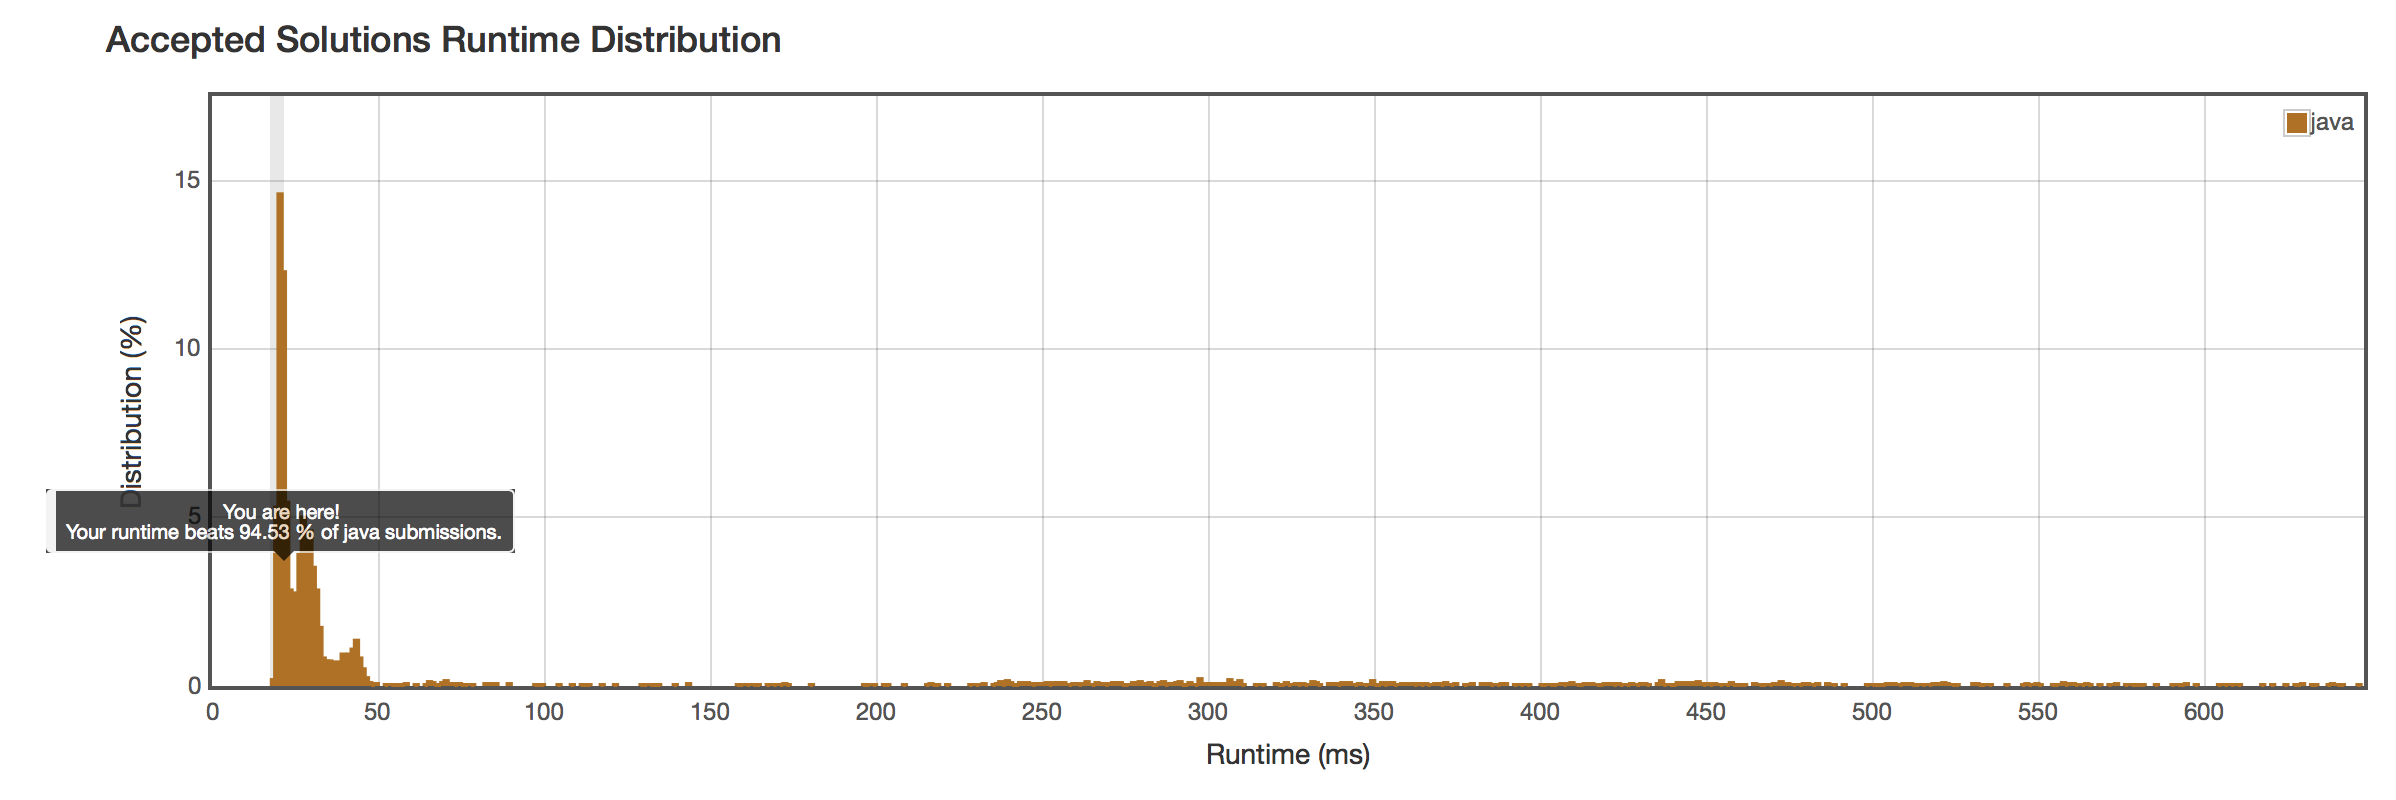 Accepted Solutions Runtime Distribution
java
Distribution (%)
15
10
5
0
You are here!
Your runtime beats 94.53 % of java submissions.
0 50 100 150 200 250 300 350 400 450 500 550 600
Runtime (ms)